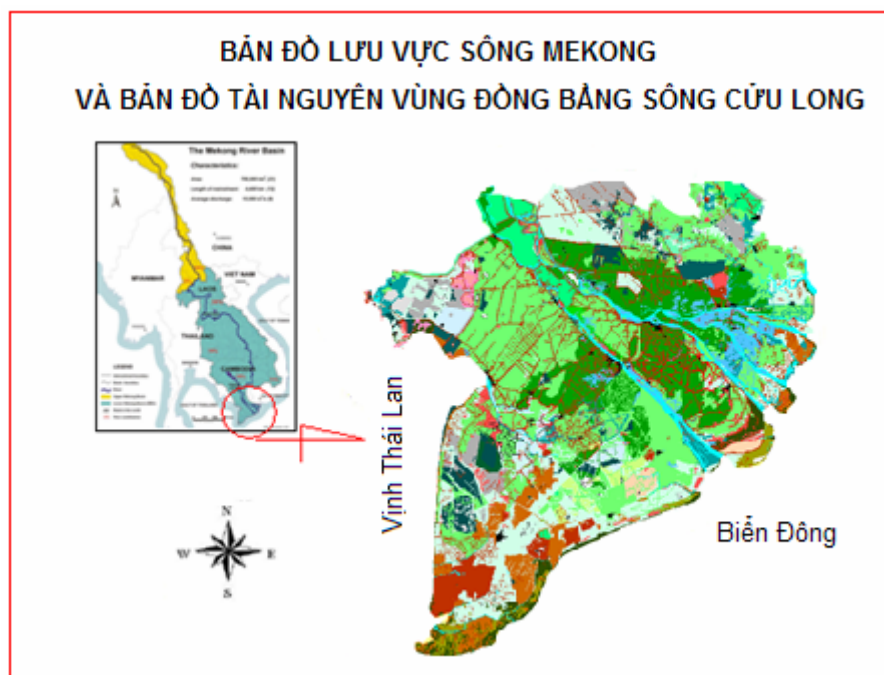 BẢN ĐỒ LƯU VỰC SÔNG MEKONG
VÀ BẢN ĐỒ TÀI NGUYÊN VÙNG ĐỒNG BẰNG SÔNG CỬU LONG
The Mekong River Basin
Characteristics:
CHINA
MYANMAR
VIET NAM
LAOS
THAILAND
CAMBODIA
LEGEND
Vịnh Thái Lan
Biển Đông
N
W
E
S